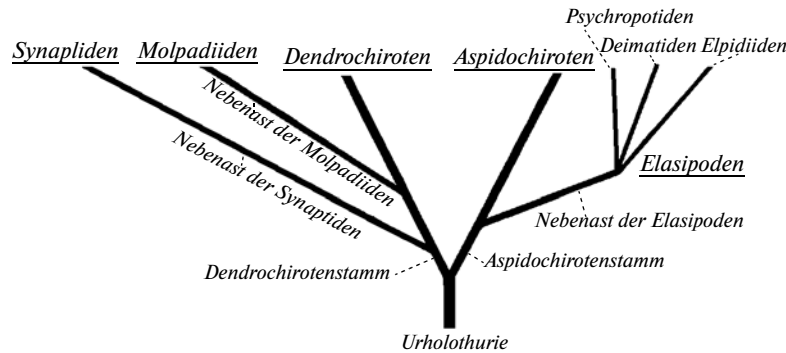 Psychropotiden
Deimatiden Elpidiiden
Synapliden Molpadiiden Dendrochiroten Aspidochiroten
Nebenast der Molpadiiden
Nebenast der Synaptiden
Elasipoden
Nebenast der Elasipoden
Dendrochirotenstamm
Aspidochirotenstamm
Urholothurie